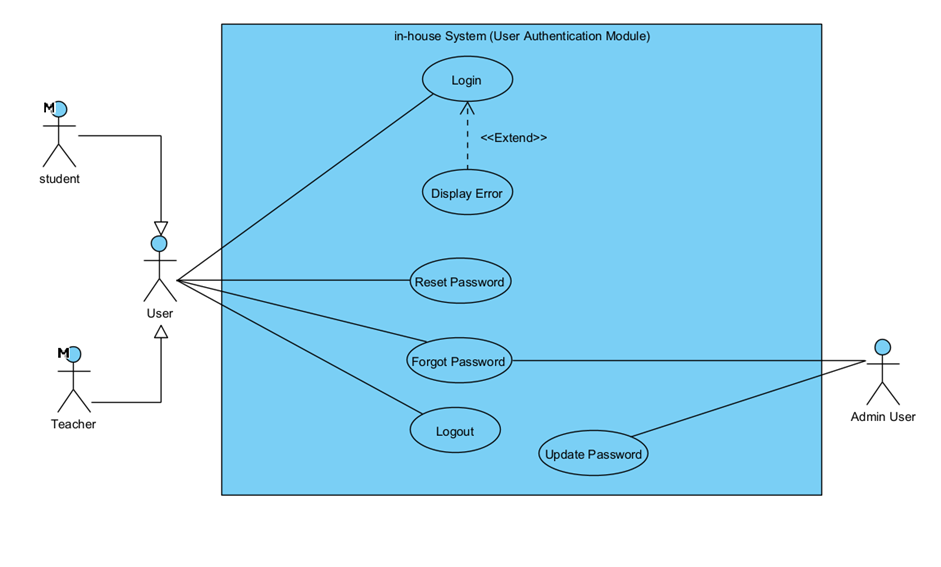 in-house System (User Authentication Module)
Login
M
student
<<Extend>>
Display Error
Reset Password
User
M
Forgot Password
Teacher
Admin User
Logout
Update Password